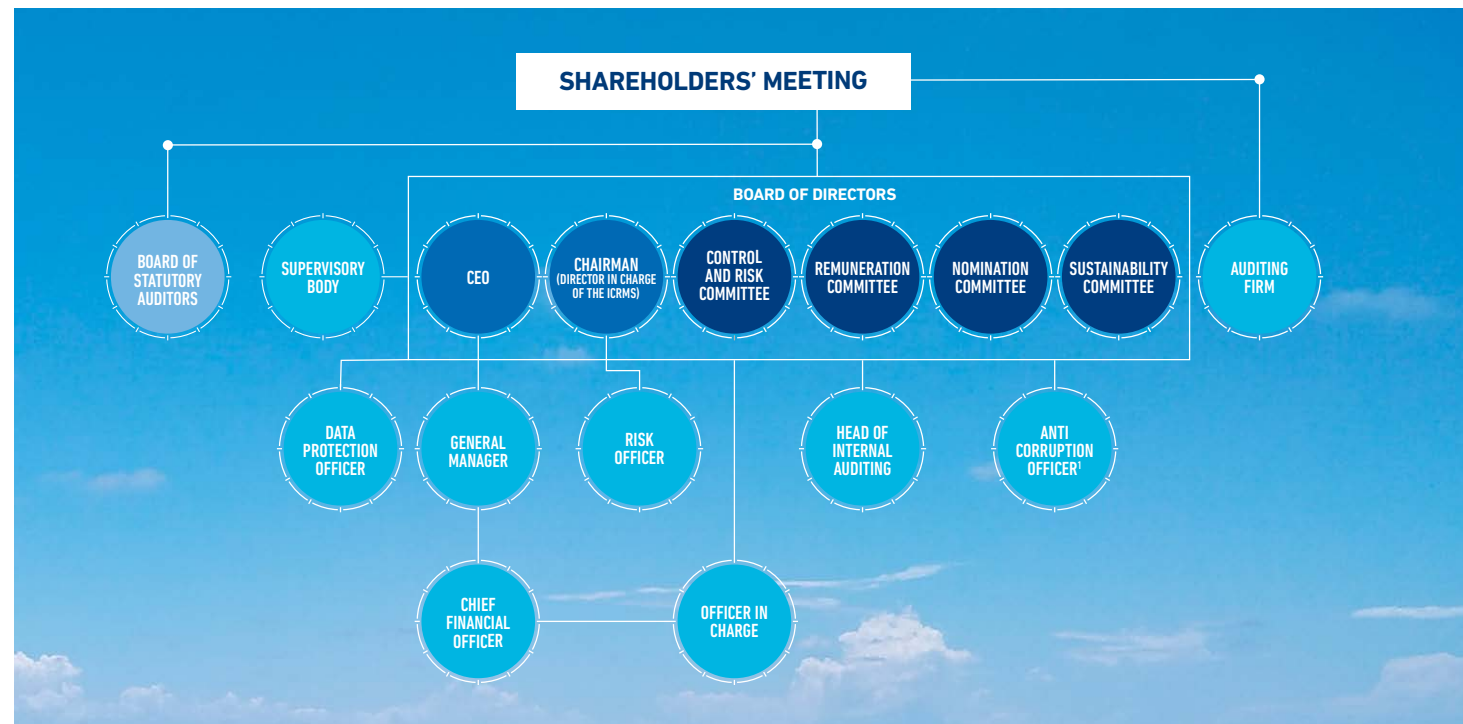 SHAREHOLDERS' MEETING
BOARD OF DIRECTORS
BOARD OF
STATUTORY
AUDITORS
SUPERVISORY
BODY
CEO
CHAIRMAN
(DIRECTOR IN CHARGE
OF THE ICRMS)
CONTROL
AND RISK
COMMITTEE
REMUNERATION
COMMITTEE
NOMINATION
COMMITTEE
SUSTAINABILITY
COMMITTEE
AUDITING
FIRM
DATA
PROTECTION
OFFICER
GENERAL
MANAGER
RISK
OFFICER
HEAD OF
INTERNAL
AUDITING
ANTI
CORRUPTION
OFFICER¹
CHIEF
FINANCIAL
OFFICER
OFFICER IN
CHARGE